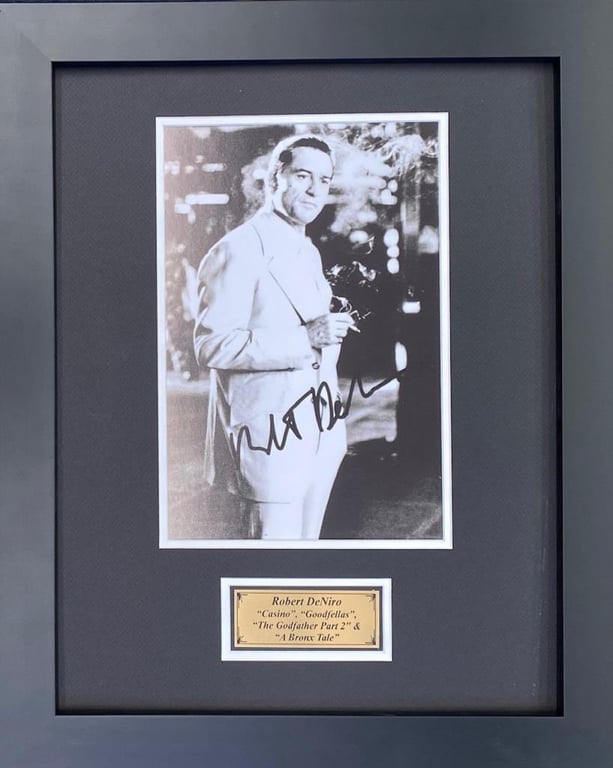 Robert DeNiro
"Casino", "Goodfellas",
"The Godfather Part 2" &
"A Bronx Tale"